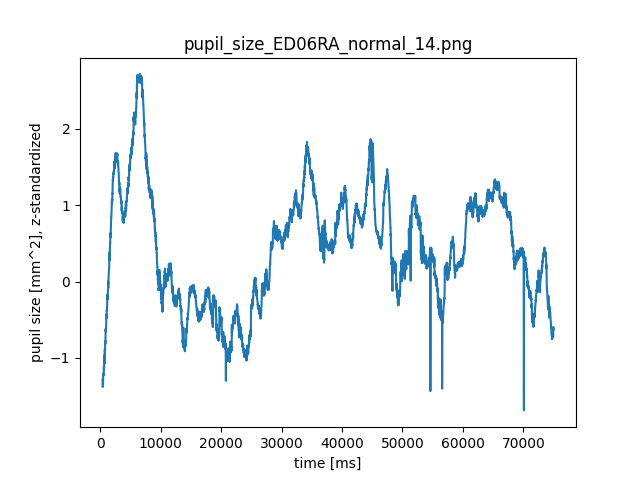 pupil_size_ED06RA_normal_14.png
pupil size [mm^2], z-standardized
2
1
0
−1
0 10000 20000 30000 40000 50000 60000 70000
time [ms]